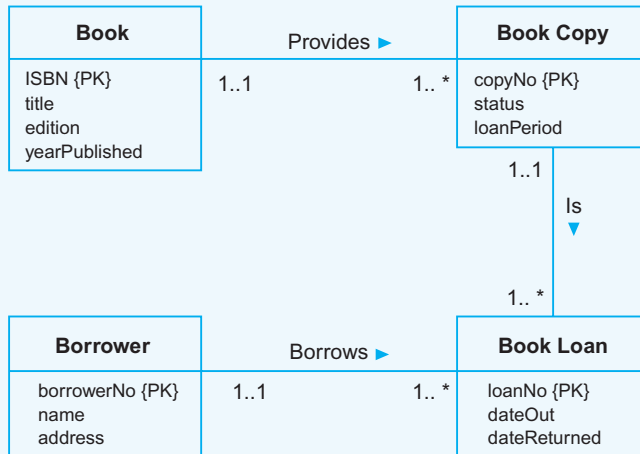 Book
ISBN {PK}
title
edition
yearPublished
Provides ►
1..1
1.. *
Book Copy
copyNo {PK}
status
loanPeriod
1..1
Is
▼
1.. *
Borrower
borrowerNo {PK}
name
address
Borrows ►
1..1
1.. *
Book Loan
loanNo {PK}
dateOut
dateReturned